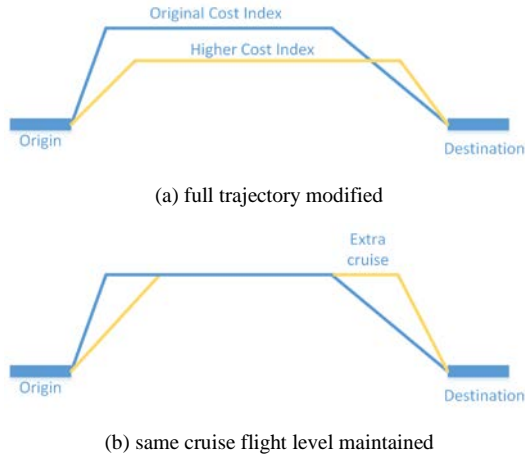 Original Cost Index
Higher Cost Index
Origin
Destination
(a) full trajectory modified
Extra
cruise
Origin
Destination
(b) same cruise flight level maintained